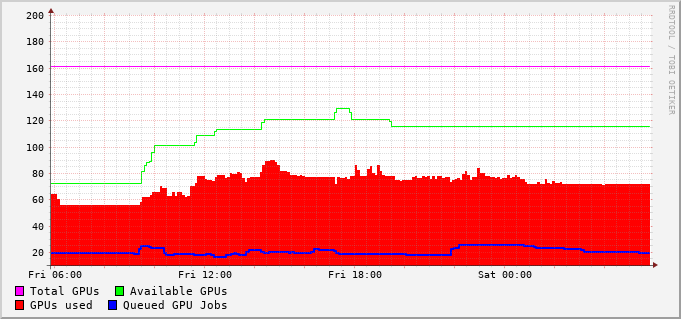 200
180
160
140
120
100
80
60
40
20
Fri 06:00 Fri 12:00 Fri 18:00 Sat 00:00
Total GPUs Available GPUs
GPUs used Queued GPU Jobs
RRDTOOL / TOBI OETIKER